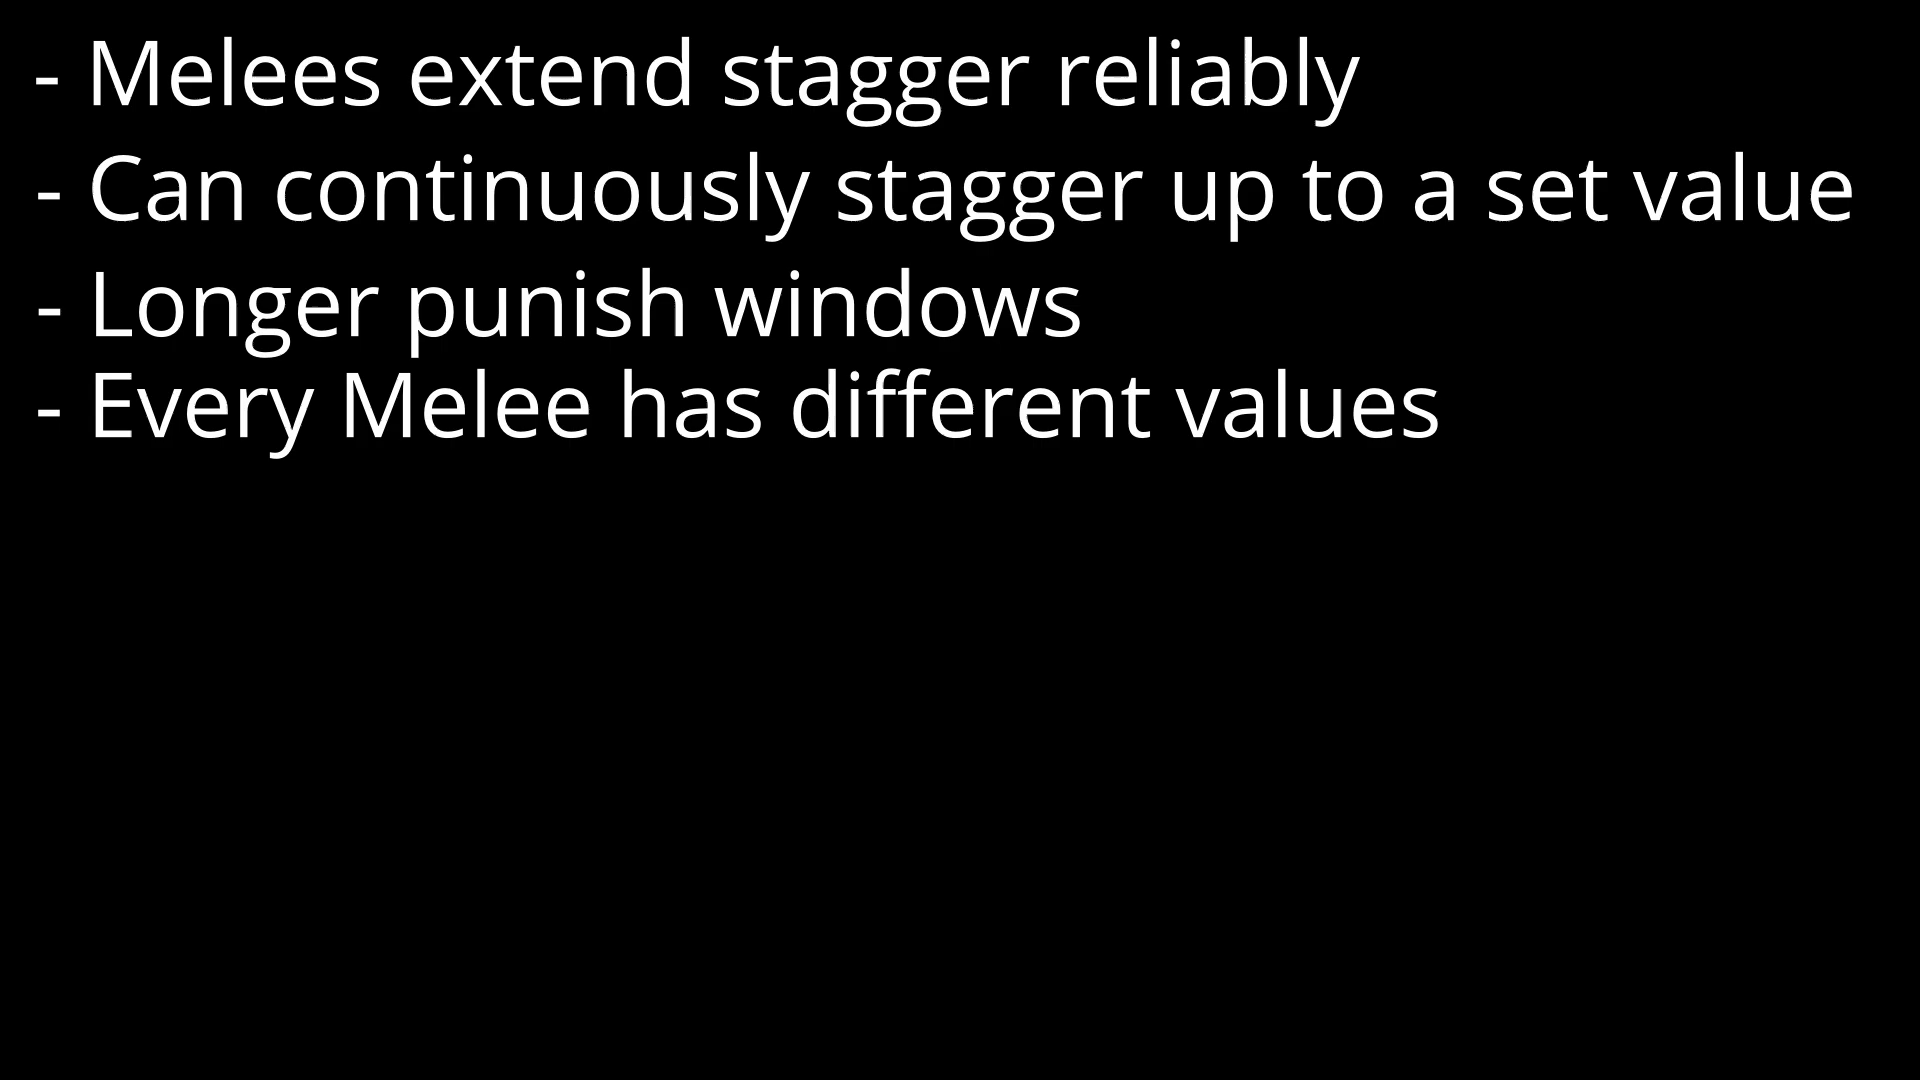 - Melees extend stagger reliably
- Can continuously stagger up to a set value
- Longer punish windows
- Every Melee has different values